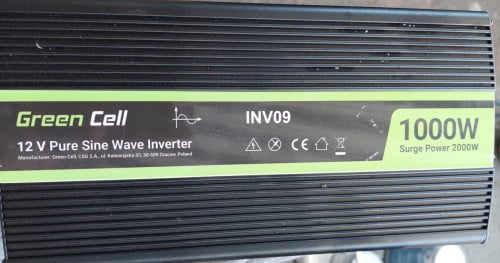 Green Cell
12 V Pure Sine Wave Inverter
Manufacturer: Green Cell, CSG S.A., ul. Kalwaryjska 33, 30-509 Cracow, Poland
INV09
CE
1000W
Surge Power 2000W